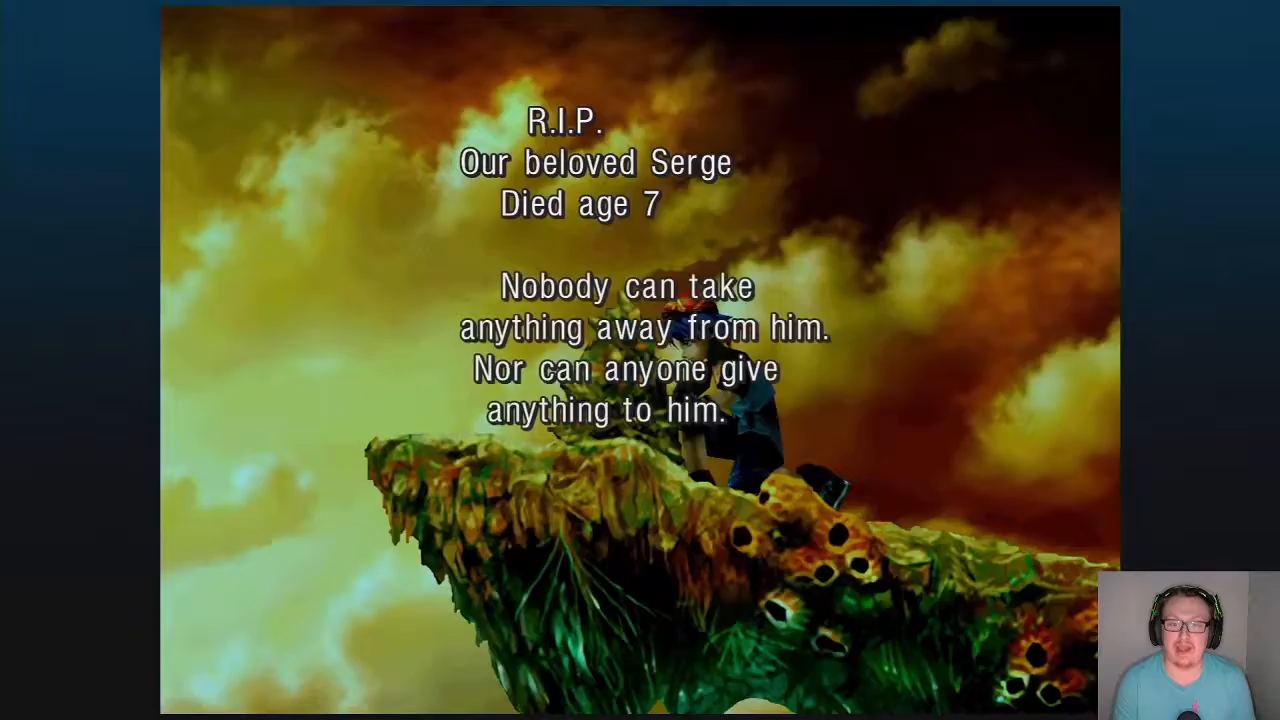 R.I.P.
Our beloved Serge
Died age 7
Nobody can take
anything away from him.
Nor can anyone give
anything to him.